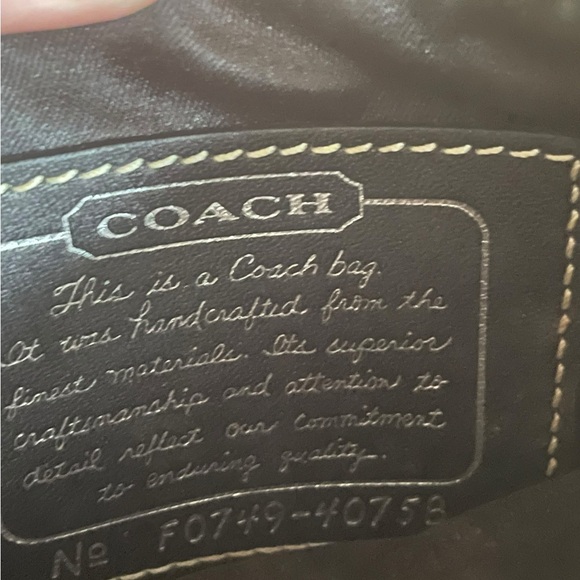 COACH
This is a Coach bag.
It was handcrafted from the
finest materials. Its superior
craftsmanship and attention to
detail reflect our commitment
to enduring quality.
No F0749-40758